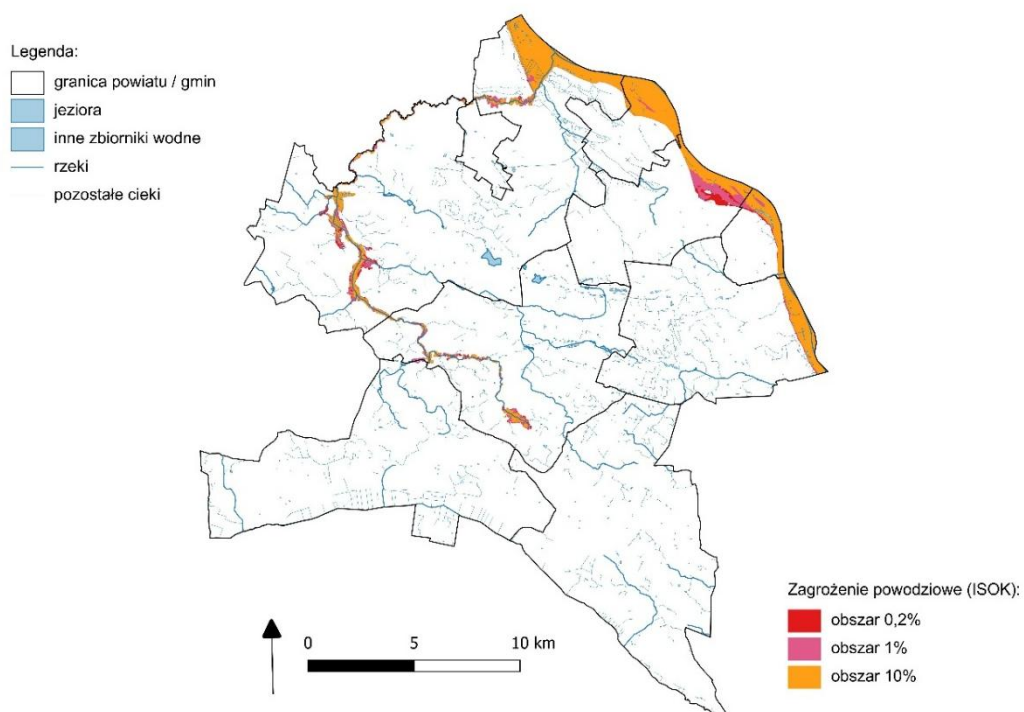 Legenda:
granica powiatu / gmin
jeziora
inne zbiorniki wodne
rzeki
pozostałe cieki
0 5 10 km
Zagrożenie powodziowe (ISOK):
obszar 0,2%
obszar 1%
obszar 10%